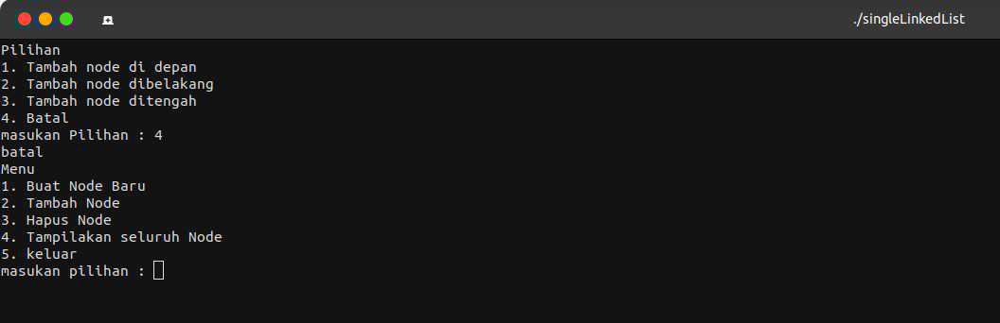 ./singleLinkedList
Pilihan
1. Tambah node di depan
2. Tambah node dibelakang
3. Tambah node ditengah
4. Batal
masukan Pilihan : 4
batal
Menu
1. Buat Node Baru
2. Tambah Node
3. Hapus Node
4. Tampilakan seluruh Node
5. keluar
masukan pilihan :